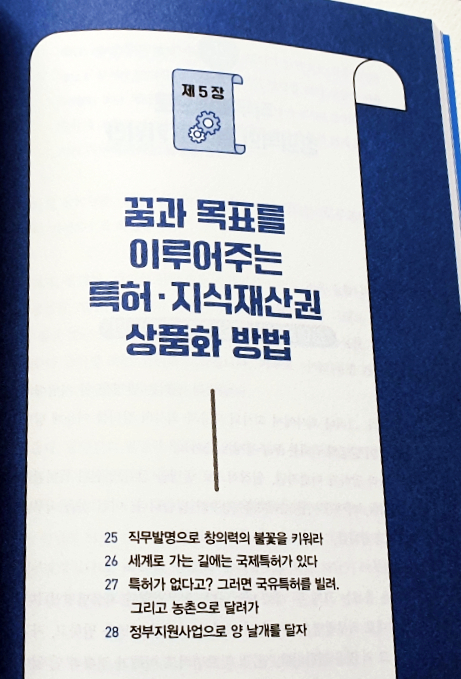 제5장
꿈과 목표를
이루어주는
특허·지식재산권
상품화 방법
25 직무발명으로 창의력의 불꽃을 키워라
26 세계로 가는 길에는 국제특허가 있다
27 특허가 없다고? 그러면 국유특허를 빌려.
그리고 농촌으로 달려가
28 정부지원사업으로 양 날개를 달자